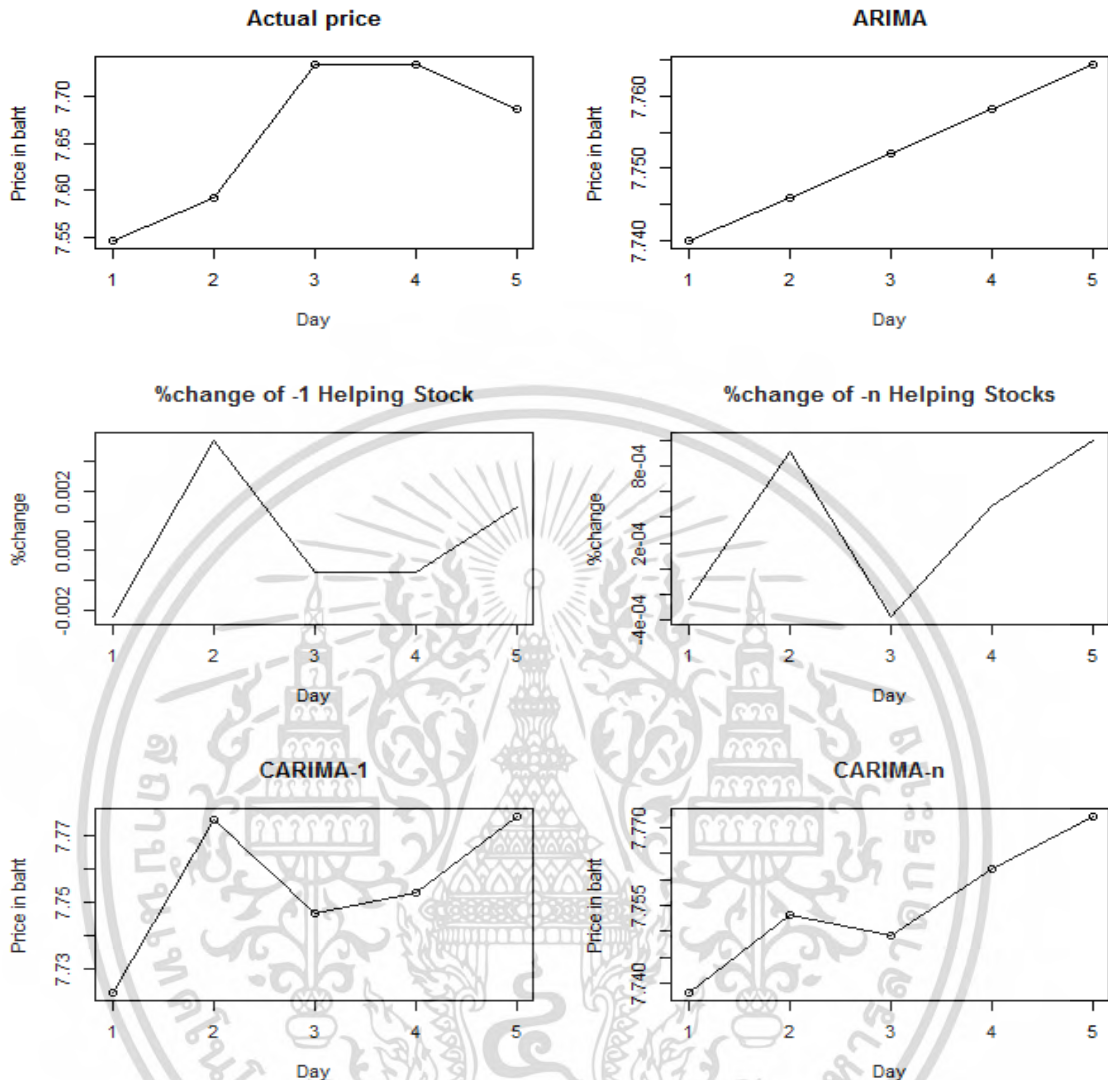 Actual price
ARIMA
Price in baht
7.55 7.60 7.65 7.70
1 2 3 4 5
Day
Price in baht
7.740 7.750 7.760
1 2 3 4 5
Day
%change of -1 Helping Stock
%change of -n Helping Stocks
%change
-0.002 0.000 0.002
1 2 3 4 5
Day
%change
-4e-04 2e-04 8e-04
1 2 3 4 5
Day
CARIMA-1
CARIMA-n
Price in baht
7.73 7.75 7.77
1 2 3 4 5
Day
Price in baht
7.740 7.755 7.770
1 2 3 4 5
Day